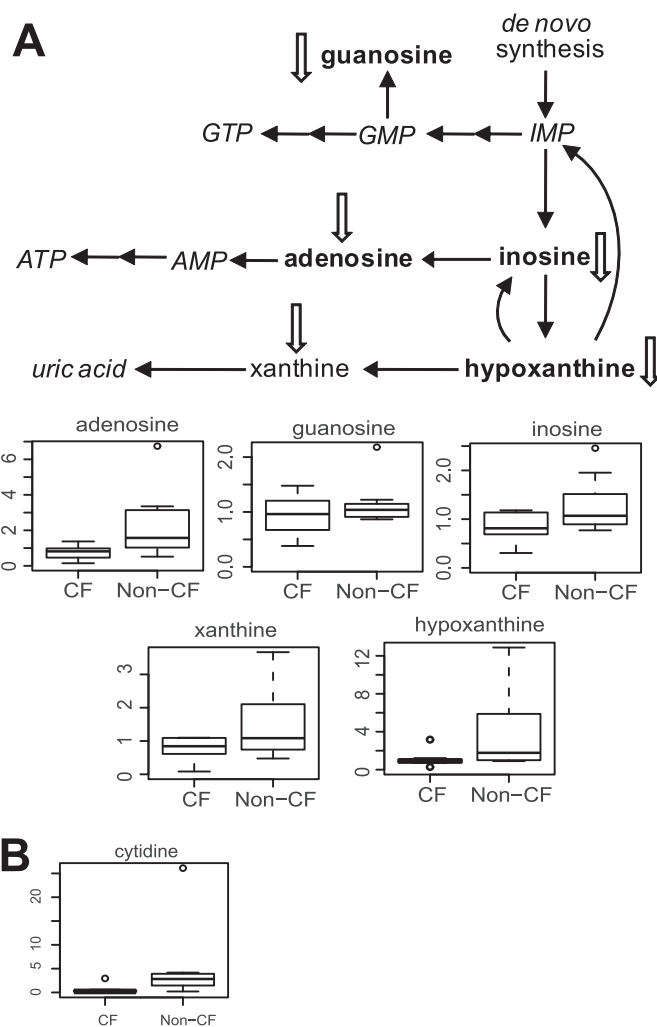 A
de novo
synthesis
guanosine
GTP GMP IMP
ATP AMP adenosine inosine
uric acid xanthine hypoxanthine
adenosine
6
4
2
0
CF Non−CF
guanosine
2.0
1.0
0.0
CF Non−CF
inosine
2.0
1.0
0.0
CF Non−CF
xanthine
3
2
1
0
CF Non−CF
hypoxanthine
12
8
4
0
CF Non−CF
B
cytidine
20
10
5
0
CF Non−CF